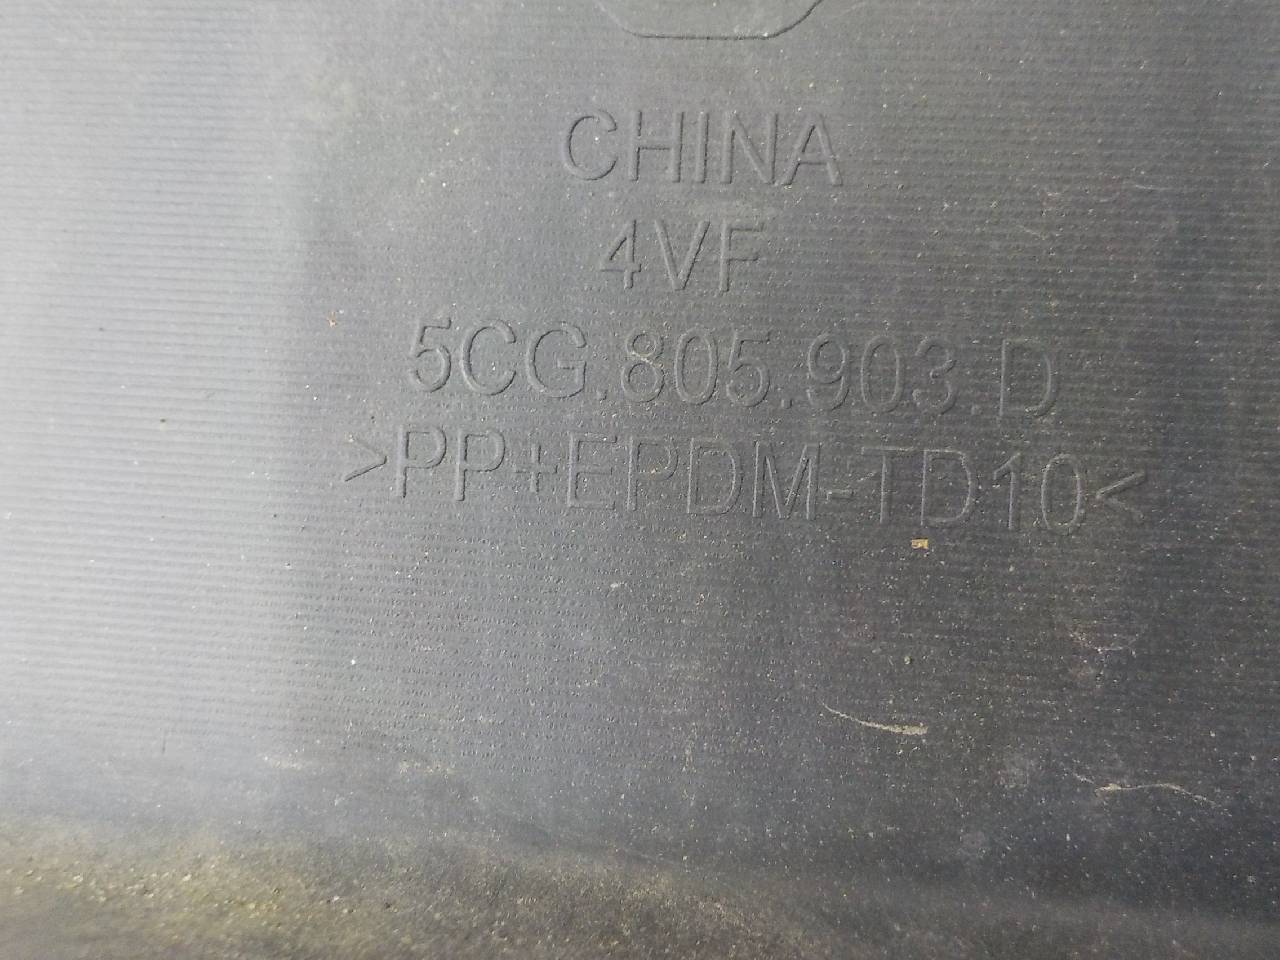 CHINA
4VF
5CG.805.903.D
>PP+EPDM-TD10<